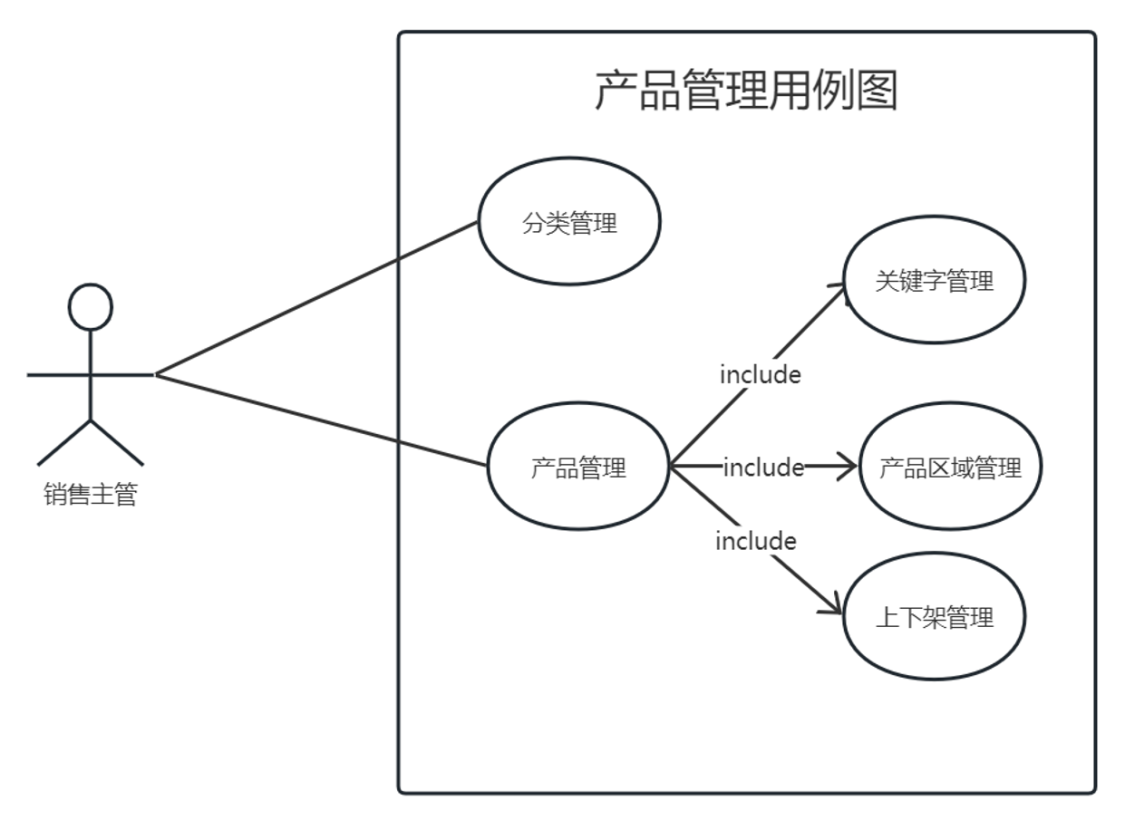 产品管理用例图
分类管理
关键字管理
include
产品管理
include
产品区域管理
销售主管
include
上下架管理